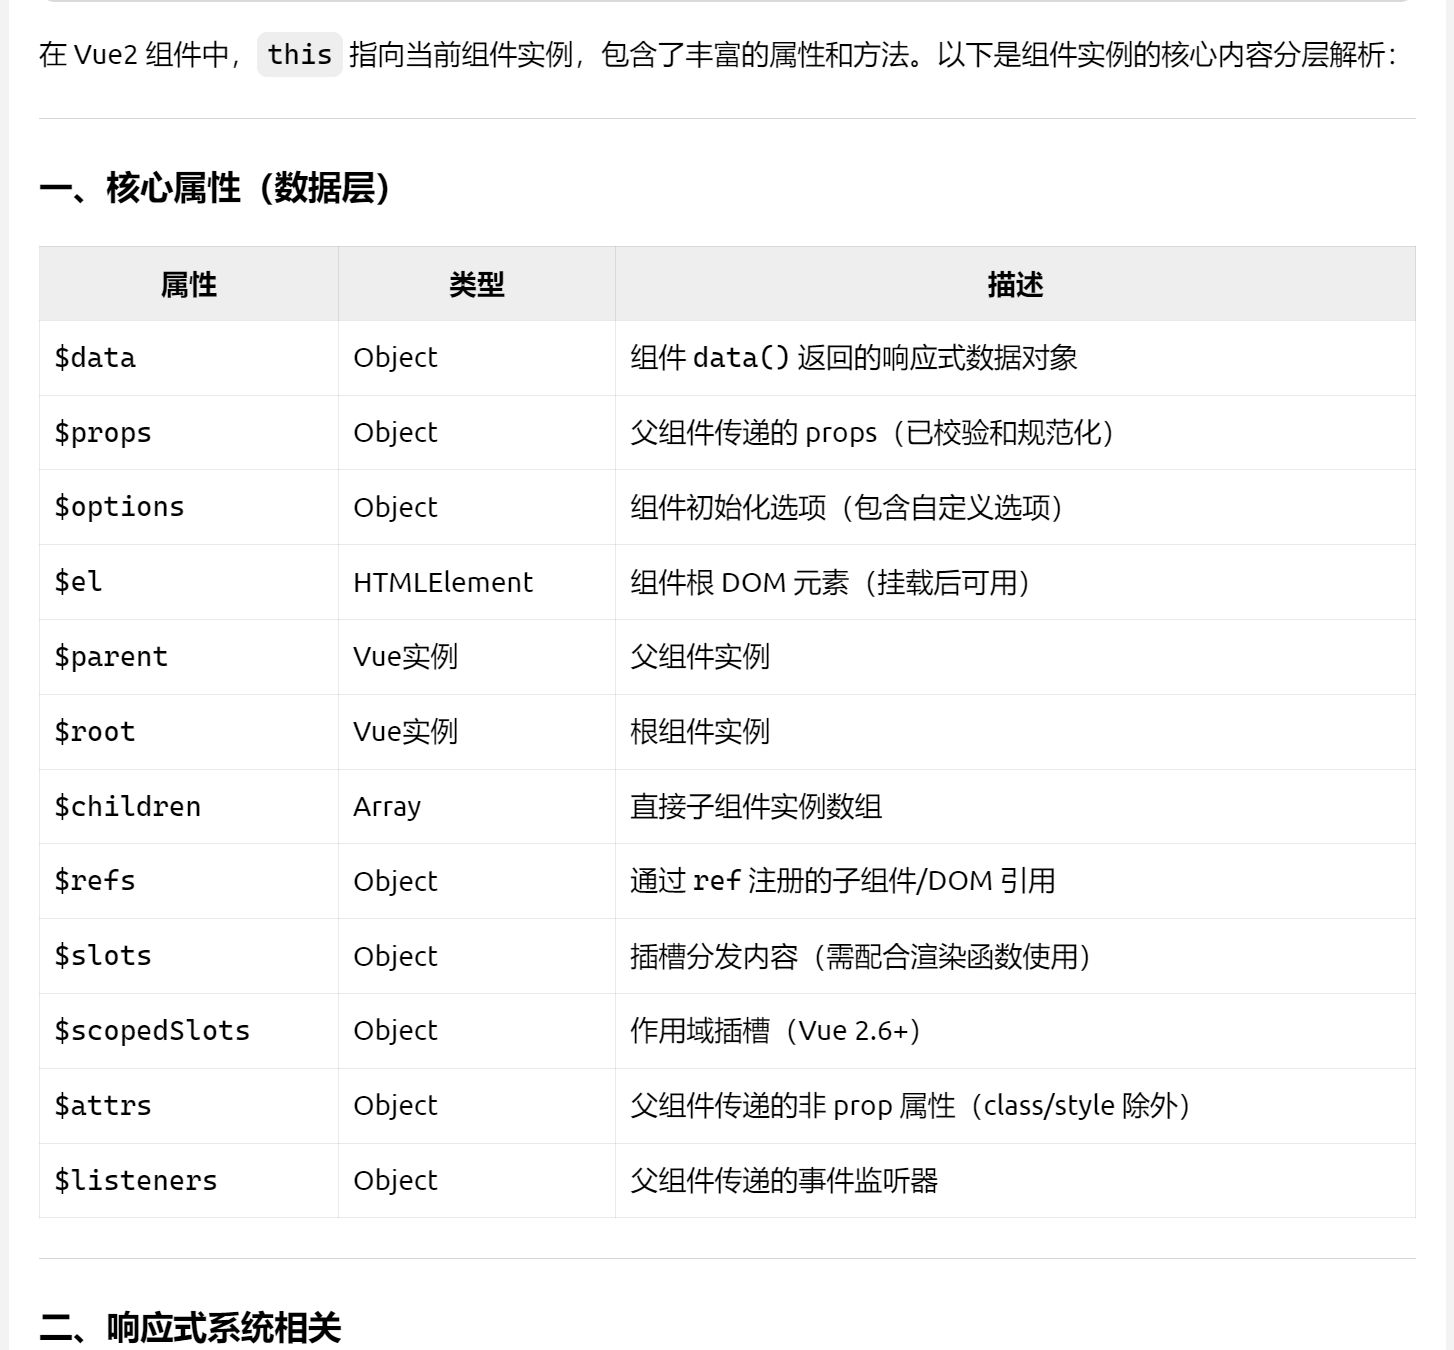 在 Vue2 组件中， this 指向当前组件实例，包含了丰富的属性和方法。以下是组件实例的核心内容分层解析：
一、核心属性（数据层）
属性 类型 描述
$data Object 组件 data() 返回的响应式数据对象
$props Object 父组件传递的 props（已校验和规范化）
$options Object 组件初始化选项（包含自定义选项）
$el HTMLElement 组件根 DOM 元素（挂载后可用）
$parent Vue实例 父组件实例
$root Vue实例 根组件实例
$children Array 直接子组件实例数组
$refs Object 通过 ref 注册的子组件/DOM 引用
$slots Object 插槽分发内容（需配合渲染函数使用）
$scopedSlots Object 作用域插槽（Vue 2.6+）
$attrs Object 父组件传递的非 prop 属性（class/style 除外）
$listeners Object 父组件传递的事件监听器
二、响应式系统相关